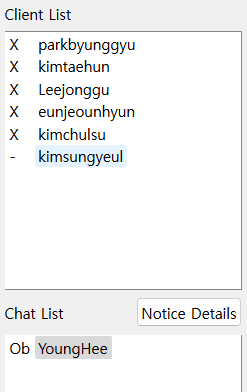 Client List
X parkbyunggyu
X kimtaehun
X Leejonggu
X eunjeounhyun
X kimchulsu
- kimsungyeul
Chat List Notice Details
Ob YoungHee